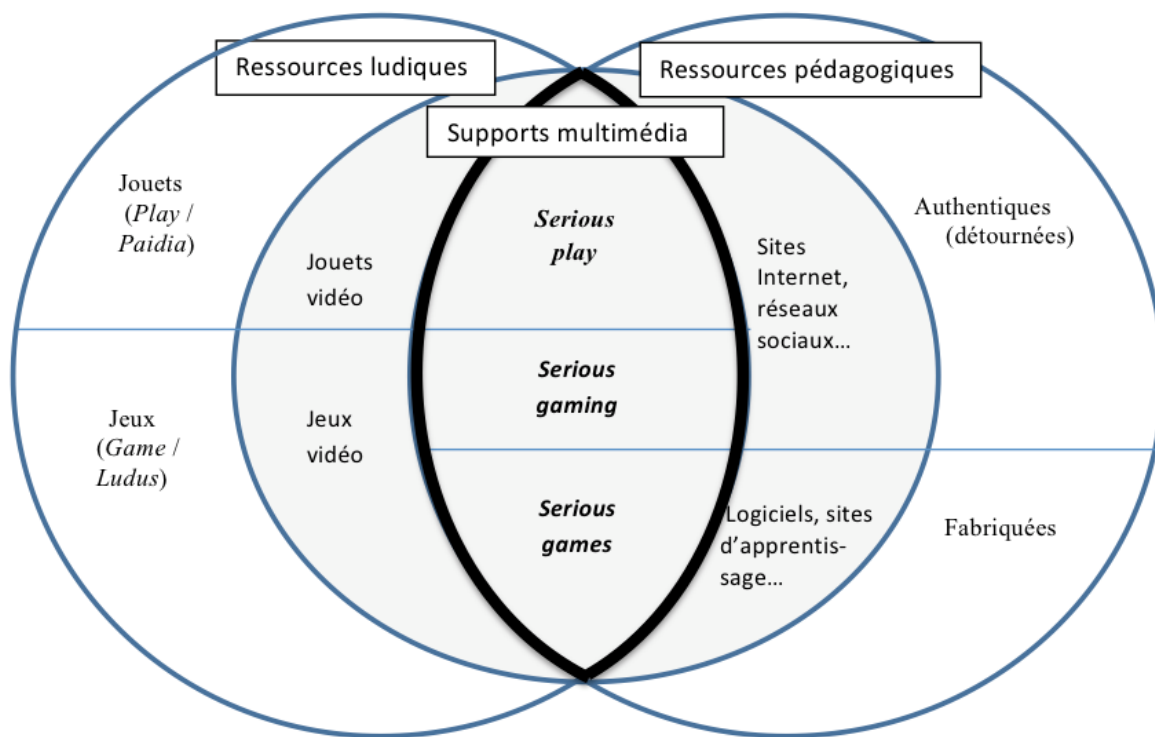 Ressources ludiques
Ressources pédagogiques
Supports multimédia
Jouets
(Play /
Paidia)
Jouets
vidéo
Serious
play
Sites
Internet,
réseaux
sociaux…
Authentiques
(détournées)
Jeux
(Game /
Ludus)
Jeux
vidéo
Serious
gaming
Serious
games
Logiciels, sites
d’apprentis-
sage…
Fabriquées